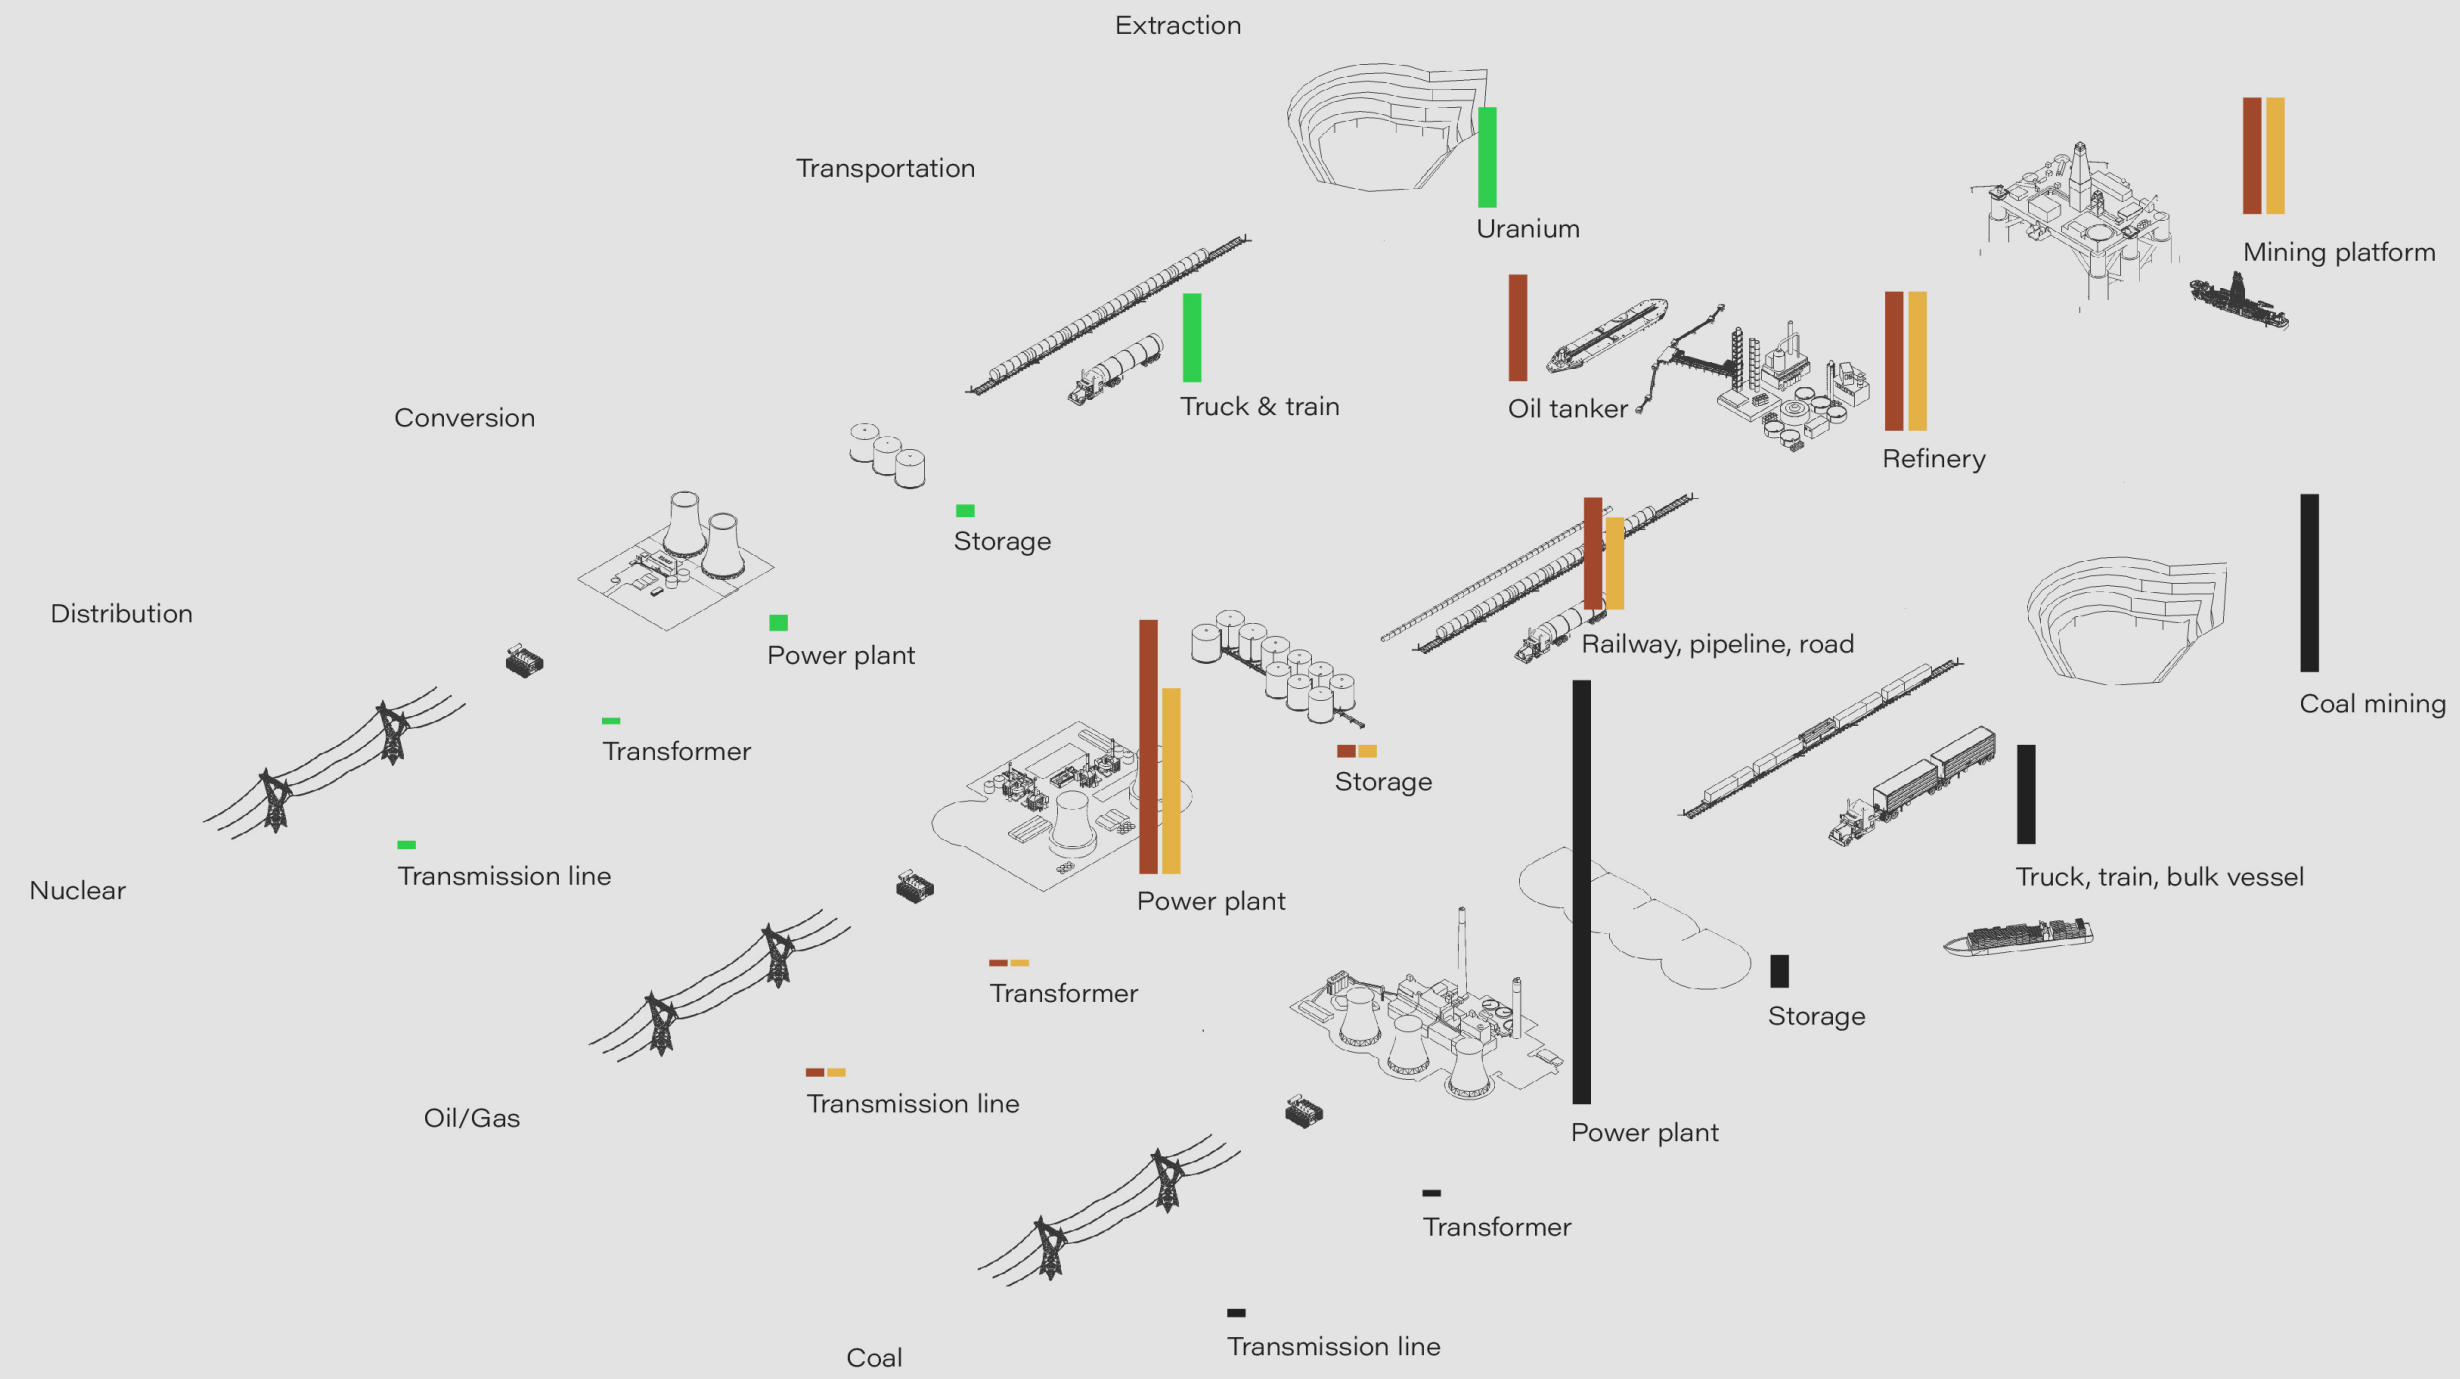 Extraction
Transportation
Uranium
Mining platform
Truck & train
Oil tanker
Conversion
Refinery
Storage
Distribution
Railway, pipeline, road
Power plant
Coal mining
Transformer
Storage
Transmission line
Truck, train, bulk vessel
Nuclear
Power plant
Transformer
Storage
Transmission line
Oil/Gas
Power plant
Transformer
Transmission line
Coal